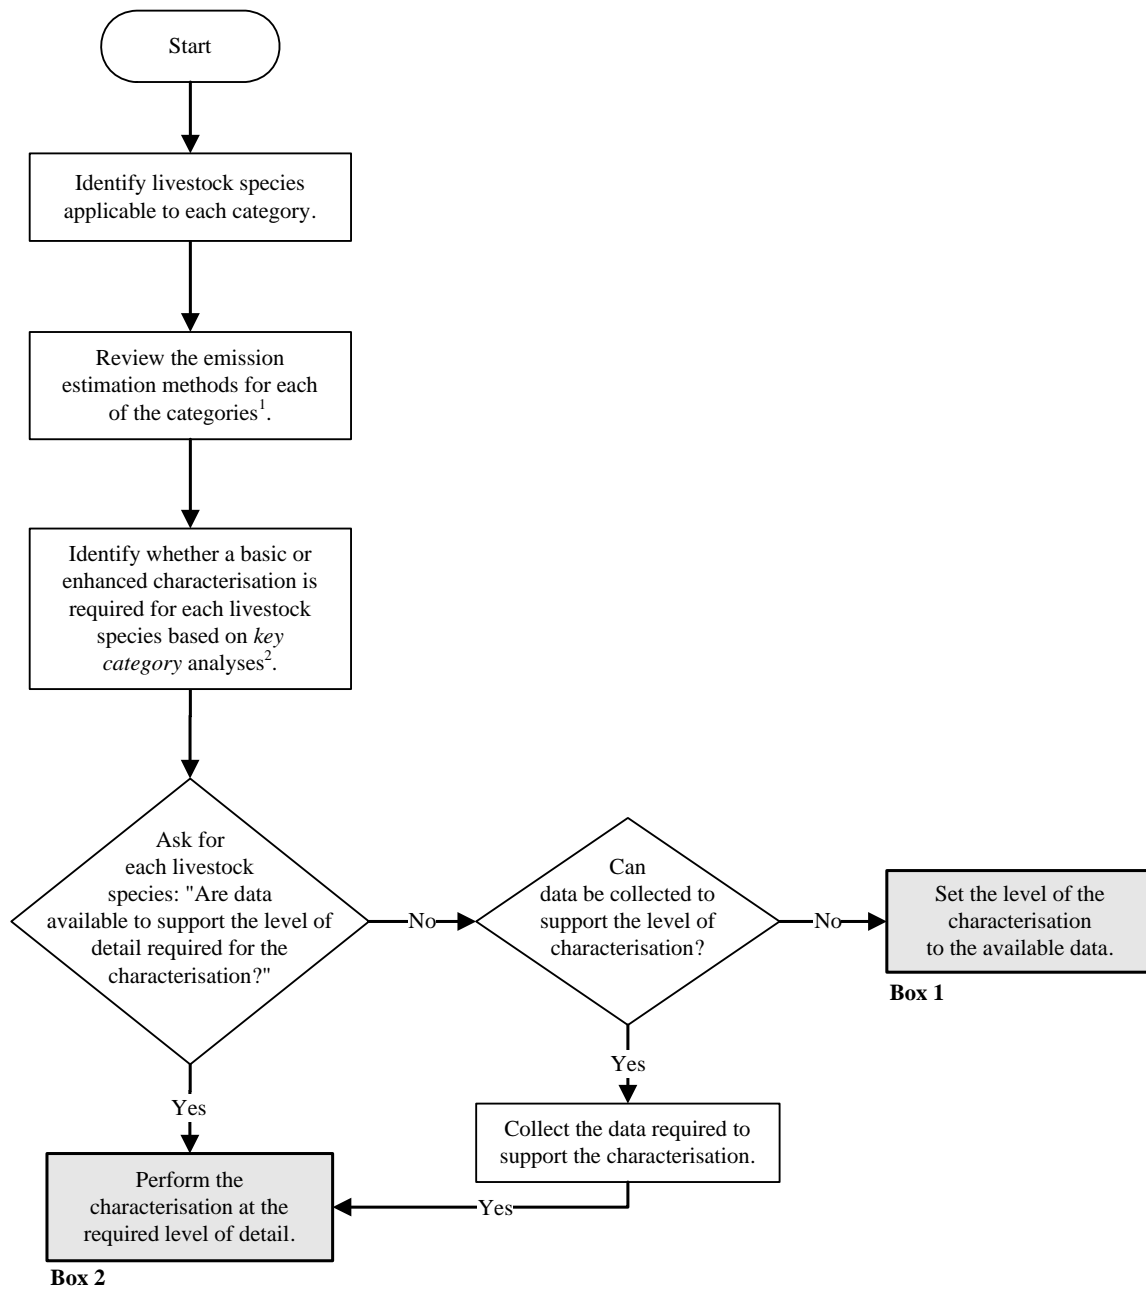 Start
Identify livestock species
applicable to each category.
Review the emission
estimation methods for each
of the categories¹.
Identify whether a basic or
enhanced characterisation is
required for each livestock
species based on key
category analyses².
Ask for
each livestock
species: "Are data
available to support the level of
detail required for the
characterisation?"
No
Can
data be collected to
support the level of
characterisation?
No
Set the level of the
characterisation
to the available data.
Box 1
Yes
Collect the data required to
support the characterisation.
Yes
Yes
Perform the
characterisation at the
required level of detail.
Box 2